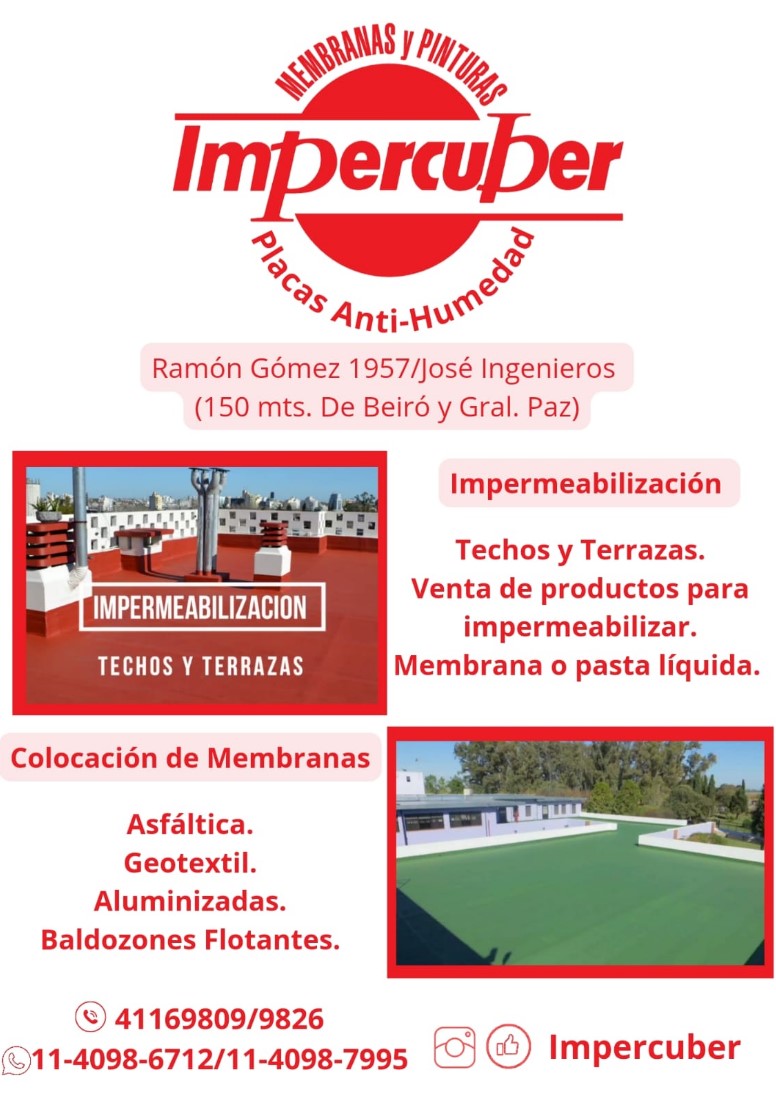 MEMBRANAS y PINTURAS
Impercuber
Placas Anti-Humedad
Ramón Gómez 1957/José Ingenieros
(150 mts. De Beiró y Gral. Paz)
IMPERMEABILIZACION
TECHOS Y TERRAZAS
Impermeabilización
Techos y Terrazas.
Venta de productos para
impermeabilizar.
Membrana o pasta líquida.
Colocación de Membranas
Asfáltica.
Geotextil.
Aluminizadas.
Baldozones Flotantes.
41169809/9826
11-4098-6712/11-4098-7995
Impercuber